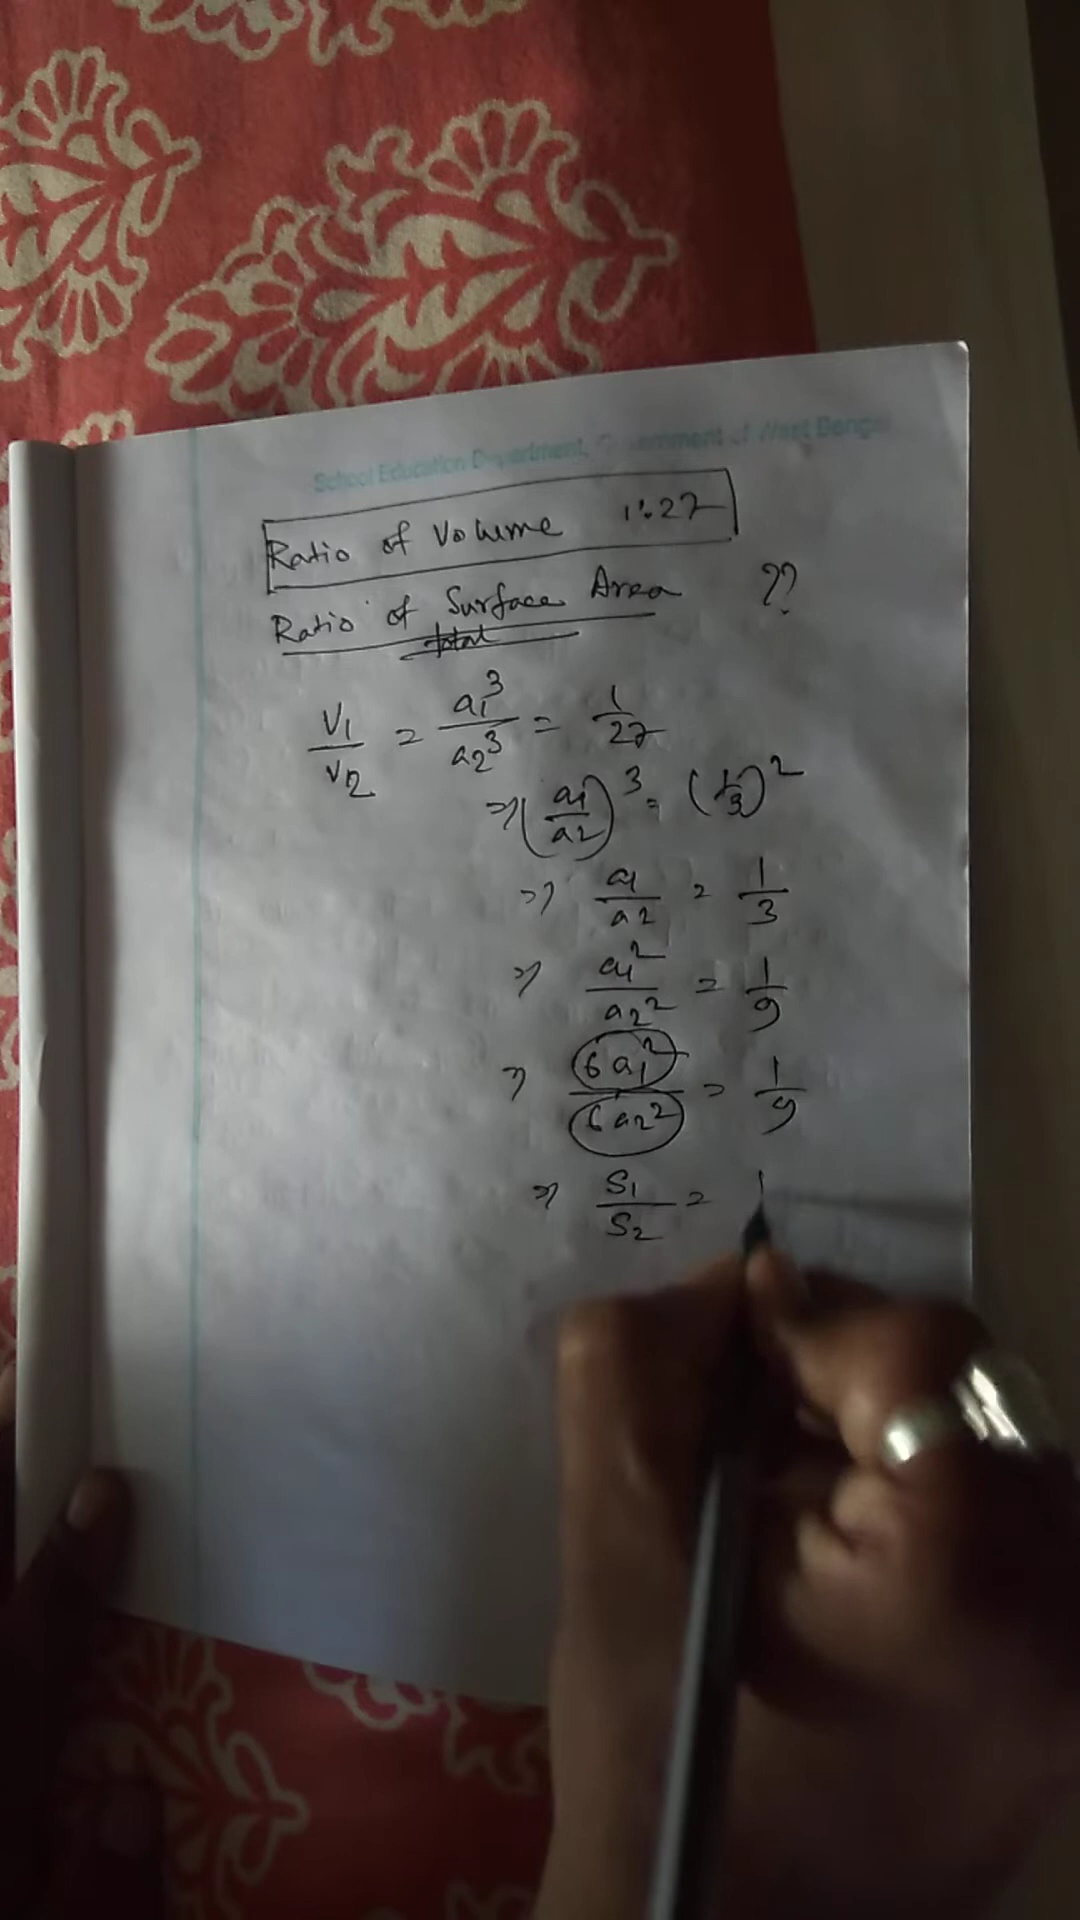 School Education Department, Government of West Bengal
Ratio of Volume 1:27
Ratio of Surface Area ??
total
V1/V2 = a1³/a2³ = 1/27
⇒ (a1/a2)³ = (1/3)²
⇒ a1/a2 = 1/3
⇒ a1²/a2² = 1/9
⇒ 6a1²/6a2² = 1/9
⇒ S1/S2 = 1